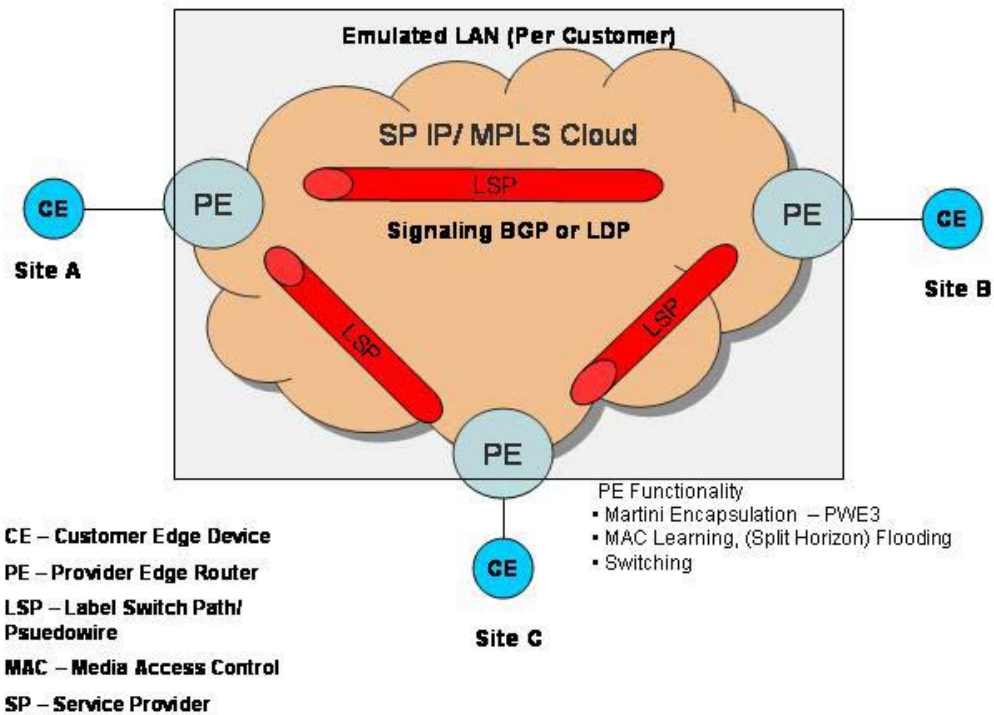 Emulated LAN (Per Customer)
SP IP/ MPLS Cloud
LSP
Signaling BGP or LDP
CE
PE
PE
CE
Site A
Site B
LSP
LSP
PE
CE
Site C
PE Functionality
▪ Martini Encapsulation – PWE3
▪ MAC Learning, (Split Horizon) Flooding
▪ Switching
CE – Customer Edge Device
PE – Provider Edge Router
LSP – Label Switch Path/
Psuedowire
MAC – Media Access Control
SP – Service Provider